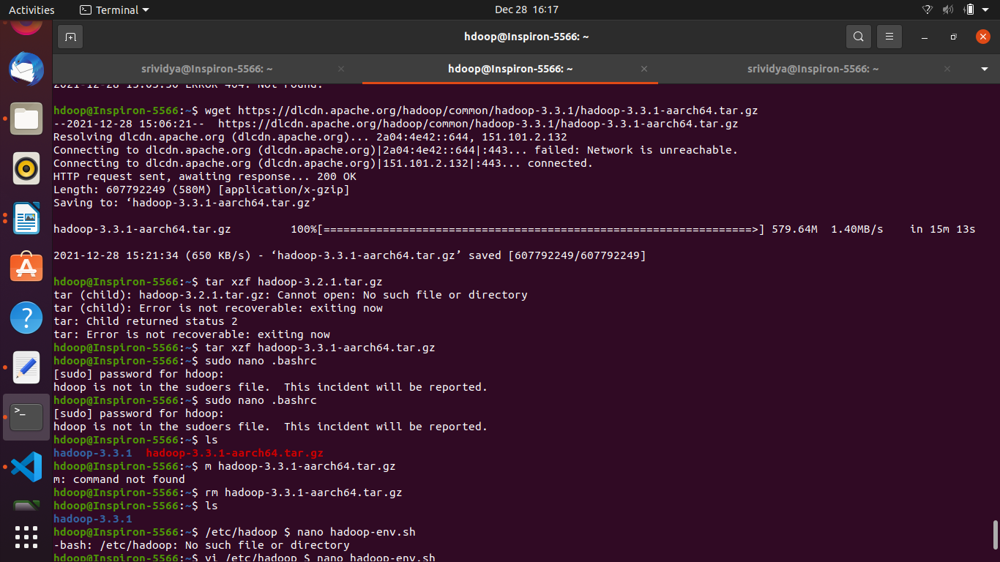 Activities
Terminal
Dec 28 16:17
hdoop@Inspiron-5566: ~
srividya@Inspiron-5566: ~
hdoop@Inspiron-5566: ~
srividya@Inspiron-5566: ~
2021-12-28 15:05:50 ERROR 404: Not Found.
hdoop@Inspiron-5566:~$ wget https://dlcdn.apache.org/hadoop/common/hadoop-3.3.1/hadoop-3.3.1-aarch64.tar.gz
--2021-12-28 15:06:21--  https://dlcdn.apache.org/hadoop/common/hadoop-3.3.1/hadoop-3.3.1-aarch64.tar.gz
Resolving dlcdn.apache.org (dlcdn.apache.org)... 2a04:4e42::644, 151.101.2.132
Connecting to dlcdn.apache.org (dlcdn.apache.org)|2a04:4e42::644|:443... failed: Network is unreachable.
Connecting to dlcdn.apache.org (dlcdn.apache.org)|151.101.2.132|:443... connected.
HTTP request sent, awaiting response... 200 OK
Length: 607792249 (580M) [application/x-gzip]
Saving to: ‘hadoop-3.3.1-aarch64.tar.gz’
hadoop-3.3.1-aarch64.tar.gz         100%[=================================================================>] 579.64M  1.40MB/s    in 15m 13s
2021-12-28 15:21:34 (650 KB/s) - ‘hadoop-3.3.1-aarch64.tar.gz’ saved [607792249/607792249]
hdoop@Inspiron-5566:~$ tar xzf hadoop-3.2.1.tar.gz
tar (child): hadoop-3.2.1.tar.gz: Cannot open: No such file or directory
tar (child): Error is not recoverable: exiting now
tar: Child returned status 2
tar: Error is not recoverable: exiting now
hdoop@Inspiron-5566:~$ tar xzf hadoop-3.3.1-aarch64.tar.gz
hdoop@Inspiron-5566:~$ sudo nano .bashrc
[sudo] password for hdoop:
hdoop is not in the sudoers file.  This incident will be reported.
hdoop@Inspiron-5566:~$ sudo nano .bashrc
[sudo] password for hdoop:
hdoop is not in the sudoers file.  This incident will be reported.
hdoop@Inspiron-5566:~$ ls
hadoop-3.3.1  hadoop-3.3.1-aarch64.tar.gz
hdoop@Inspiron-5566:~$ m hadoop-3.3.1-aarch64.tar.gz
m: command not found
hdoop@Inspiron-5566:~$ rm hadoop-3.3.1-aarch64.tar.gz
hdoop@Inspiron-5566:~$ ls
hadoop-3.3.1
hdoop@Inspiron-5566:~$ /etc/hadoop $ nano hadoop-env.sh
-bash: /etc/hadoop: No such file or directory
hdoop@Inspiron-5566:~$ vi /etc/hadoop $ nano hadoop-env.sh